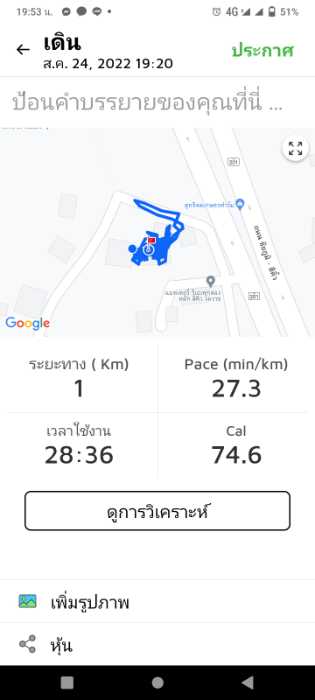 19:53 น.
4G
51%
เดิน
ส.ค. 24, 2022 19:20
ประกาศ
ป้อนคำบรรยายของคุณที่นี่ ...
201
201
Google
ระยะทาง ( Km)
Pace (min/km)
1
27.3
เวลาใช้งาน
Cal
28:36
74.6
ดูการวิเคราะห์
เพิ่มรูปภาพ
หุ้น